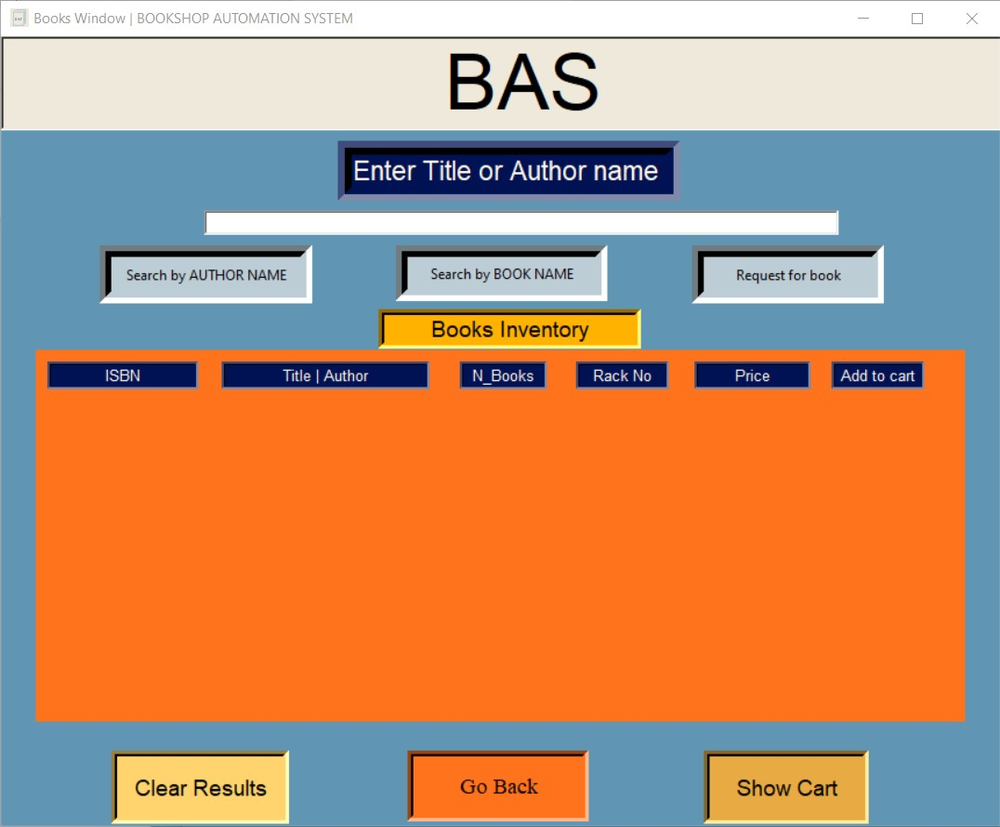 Books Window | BOOKSHOP AUTOMATION SYSTEM
BAS
Enter Title or Author name
Search by AUTHOR NAME
Search by BOOK NAME
Request for book
Books Inventory
ISBN
Title | Author
N_Books
Rack No
Price
Add to cart
Clear Results
Go Back
Show Cart